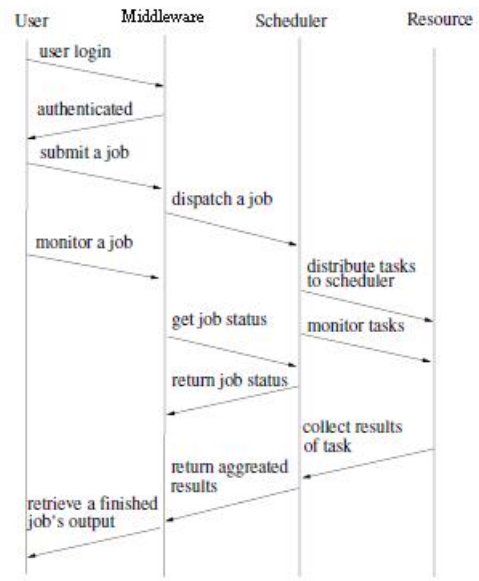 User Middleware Scheduler Resource
user login
authenticated
submit a job
dispatch a job
monitor a job
distribute tasks
to scheduler
get job status
monitor tasks
return job status
collect results
of task
return aggreated
results
retrieve a finished
job's output